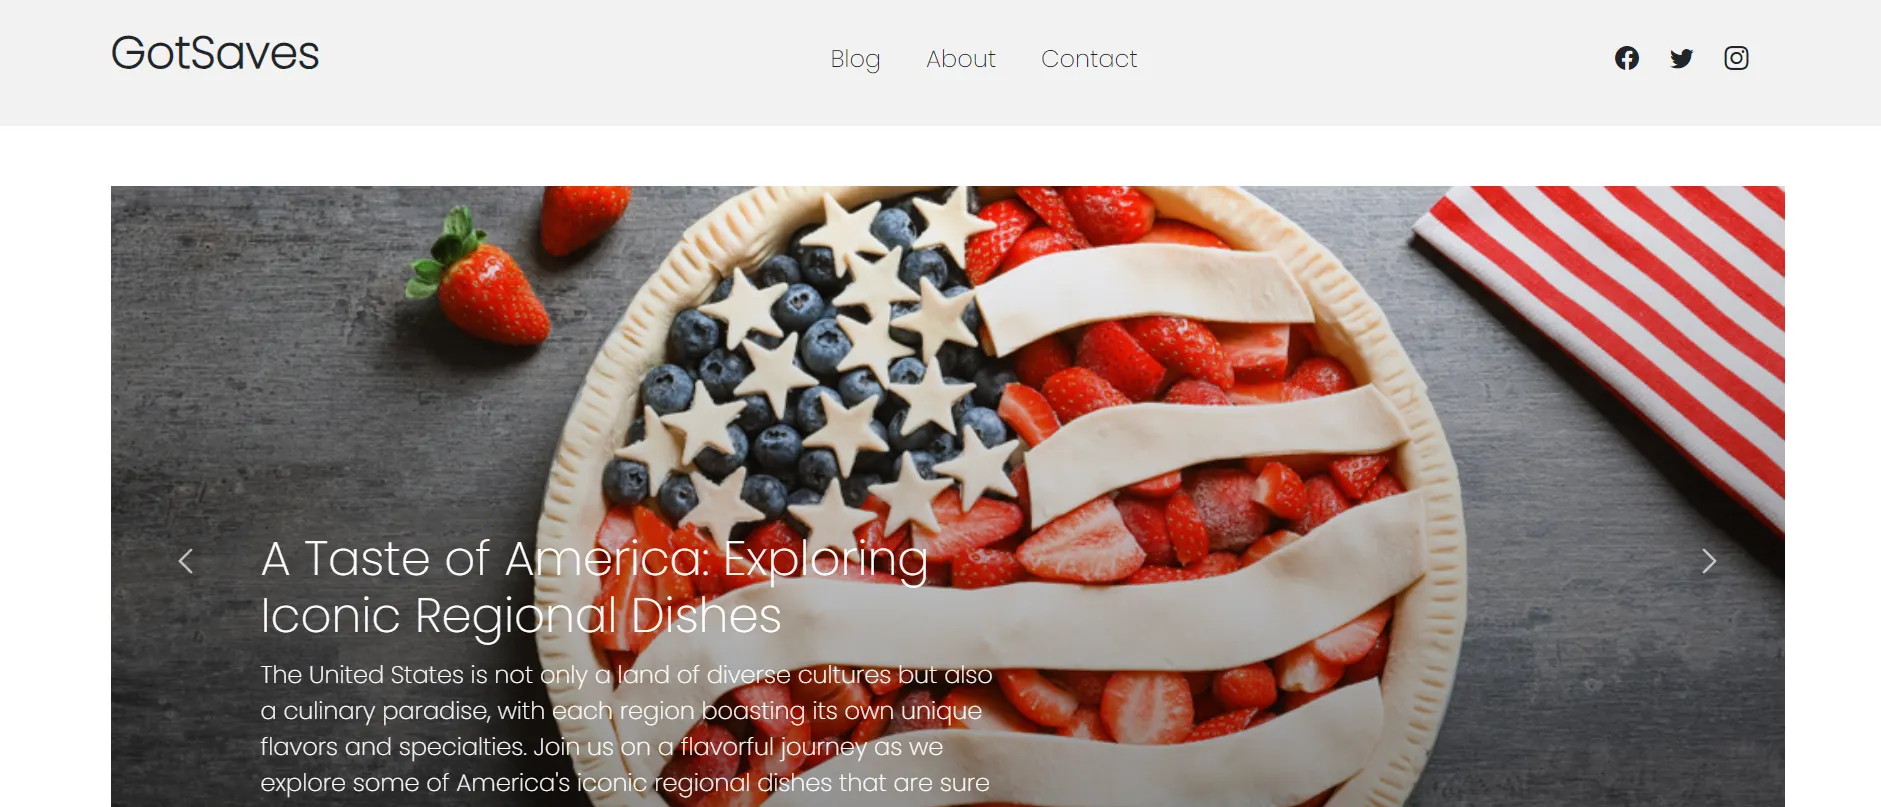 GotSaves
Blog About Contact
A Taste of America: Exploring
Iconic Regional Dishes
The United States is not only a land of diverse cultures but also
a culinary paradise, with each region boasting its own unique
flavors and specialties. Join us on a flavorful journey as we
explore some of America's iconic regional dishes that are sure